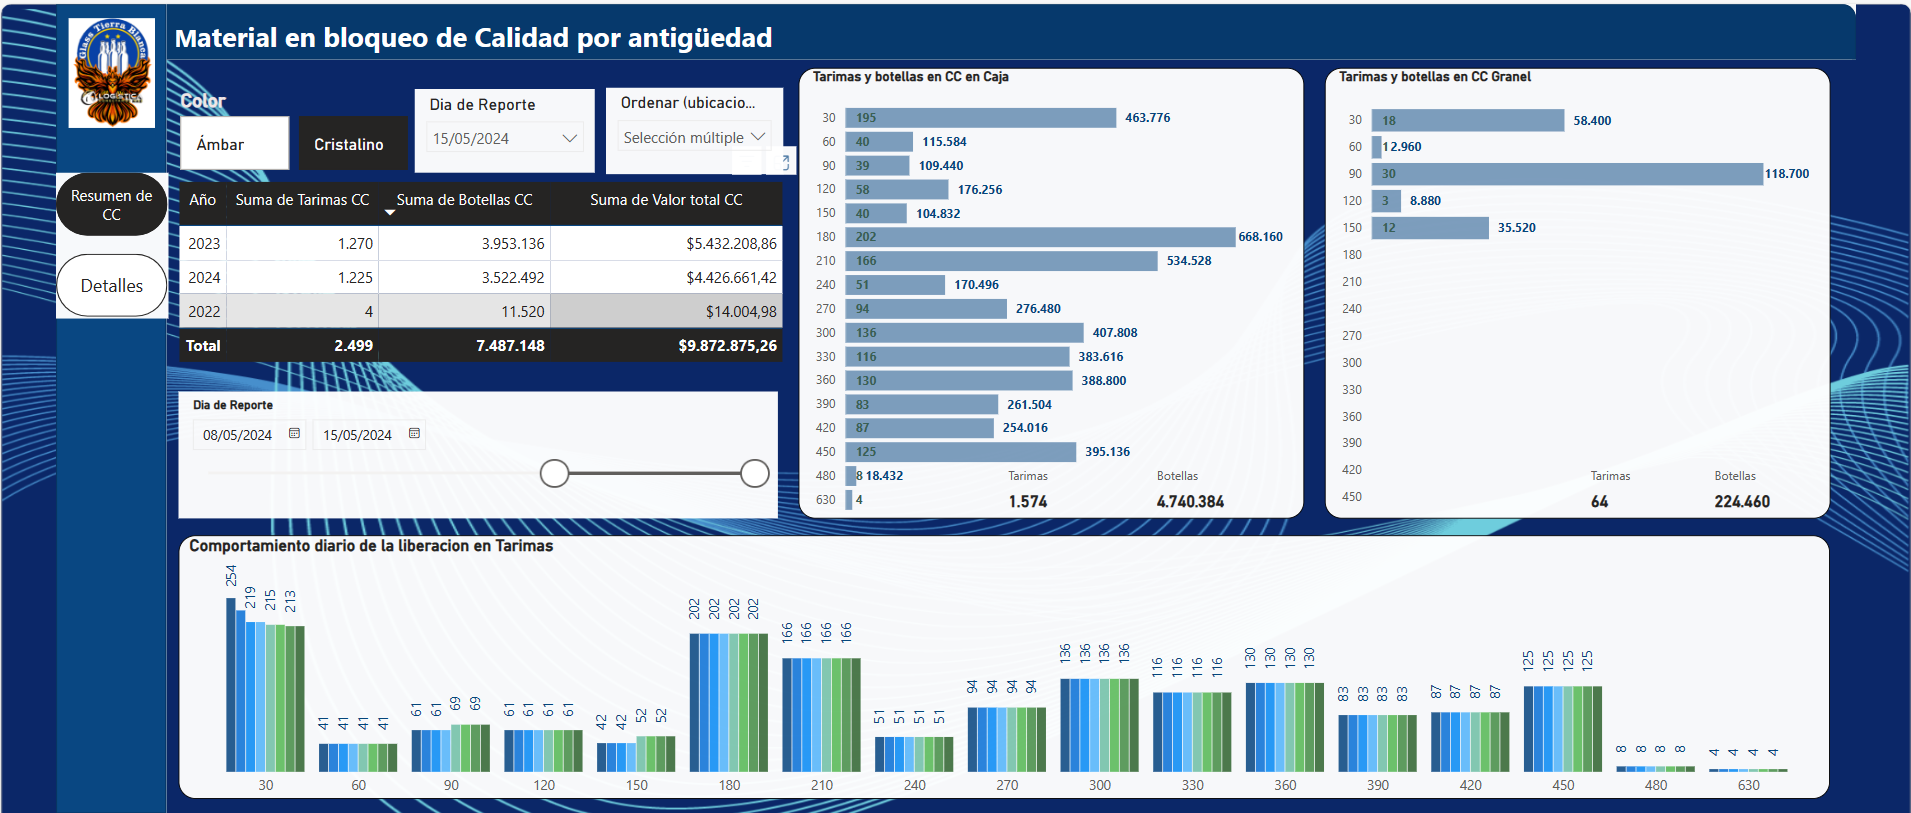 Glass Tierra Blanca
LOGISTIC
Material en bloqueo de Calidad por antigüedad
Color
Ámbar
Cristalino
Dia de Reporte
15/05/2024
Ordenar (ubicacio...
Selección múltiple
Resumen de
CC
Detalles
Año Suma de Tarimas CC Suma de Botellas CC Suma de Valor total CC
2023 1.270 3.953.136 $5.432.208,86
2024 1.225 3.522.492 $4.426.661,42
2022 4 11.520 $14.004,98
Total 2.499 7.487.148 $9.872.875,26
Dia de Reporte
08/05/2024 15/05/2024
Tarimas y botellas en CC en Caja
30 195 463.776
60 40 115.584
90 39 109.440
120 58 176.256
150 40 104.832
180 202 668.160
210 166 534.528
240 51 170.496
270 94 276.480
300 136 407.808
330 116 383.616
360 130 388.800
390 83 261.504
420 87 254.016
450 125 395.136
480 8 18.432
630 4
Tarimas Botellas
1.574 4.740.384
Tarimas y botellas en CC Granel
30 18 58.400
60 12.960
90 30 118.700
120 3 8.880
150 12 35.520
180
210
240
270
300
330
360
390
420
450
Tarimas Botellas
64 224.460
Comportamiento diario de la liberacion en Tarimas
254 219 215 213
41 41 41 41
61 61 69 69
61 61 61 61
42 42 52 52
202 202 202 202
166 166 166 166
51 51 51 51
94 94 94 94
136 136 136 136
116 116 116 116
130 130 130 130
83 83 83 83
87 87 87 87
125 125 125 125
8 8 8 8
4 4 4 4
30 60 90 120 150 180 210 240 270 300 330 360 390 420 450 480 630